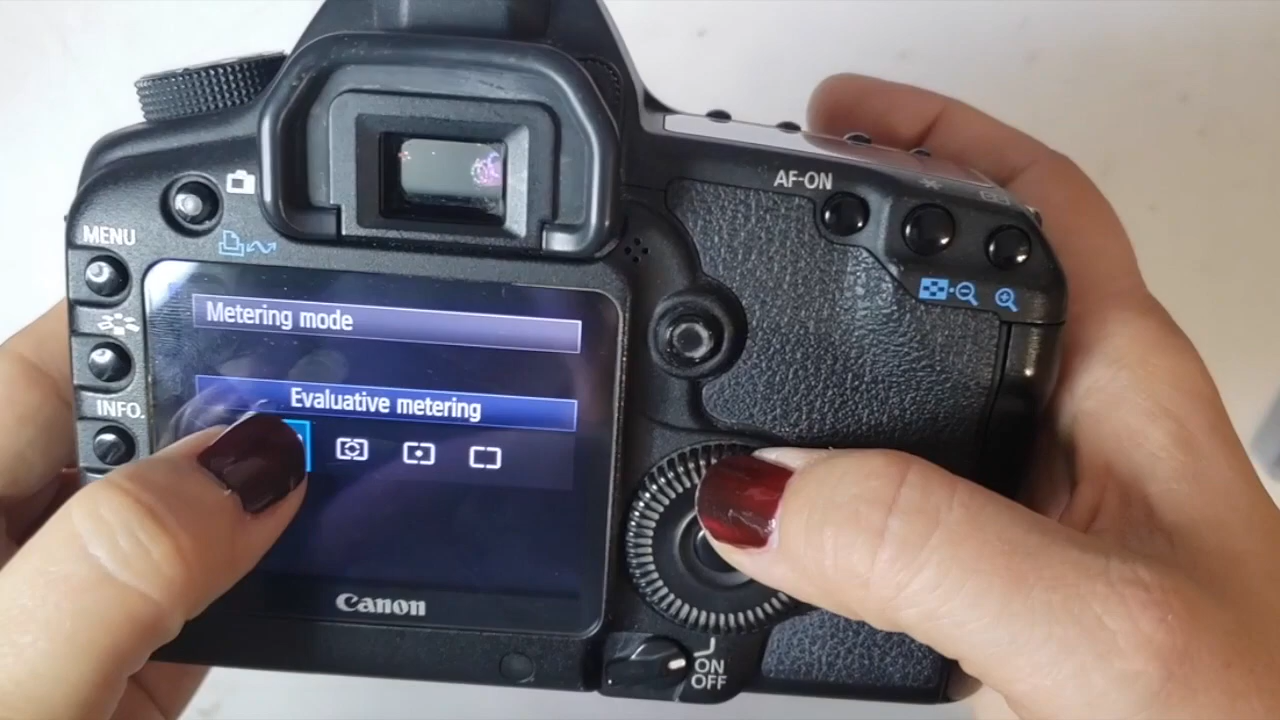 AF-ON
MENU
Metering mode
Evaluative metering
INFO.
Canon
ON
OFF